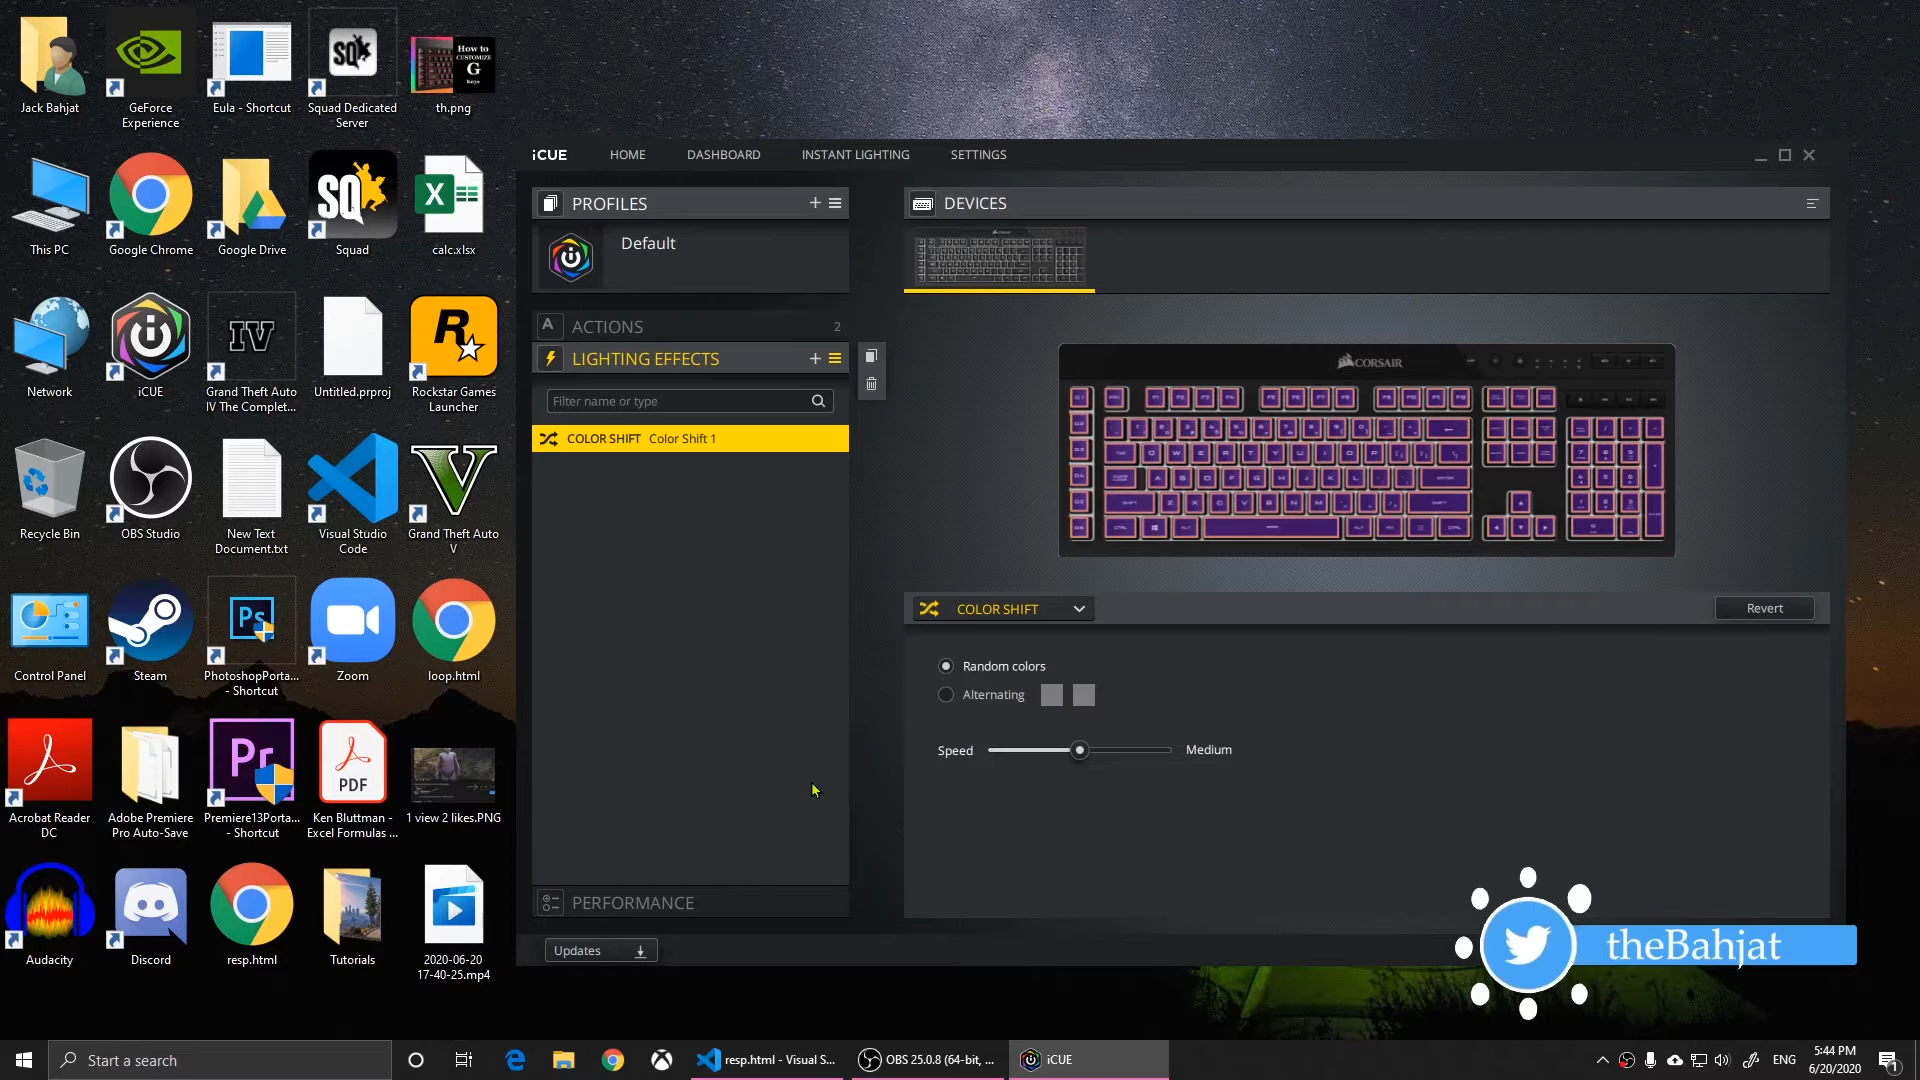 Jack Bahjat
GeForce
Experience
Eula - Shortcut
Squad Dedicated
Server
How to
CUSTOMIZE
G
Keys
th.png
This PC
Google Chrome
Google Drive
Squad
calc.xlsx
Network
iCUE
Grand Theft Auto
IV The Complet...
Untitled.prproj
Rockstar Games
Launcher
Recycle Bin
OBS Studio
New Text
Document.txt
Visual Studio
Code
Grand Theft Auto
V
Control Panel
Steam
PhotoshopPorta...
- Shortcut
Zoom
loop.html
PDF
Acrobat Reader
DC
Adobe Premiere
Pro Auto-Save
Premiere13Porta...
- Shortcut
Ken Bluttman -
Excel Formulas ...
1 view 2 likes.PNG
Audacity
Discord
resp.html
Tutorials
2020-06-20
17-40-25.mp4
iCUE
HOME
DASHBOARD
INSTANT LIGHTING
SETTINGS
PROFILES
Default
ACTIONS
2
LIGHTING EFFECTS
Filter name or type
COLOR SHIFT Color Shift 1
PERFORMANCE
Updates
DEVICES
CORSAIR
COLOR SHIFT
Revert
Random colors
Alternating
Speed
Medium
theBahjat
Start a search
resp.html - Visual S...
OBS 25.0.8 (64-bit, ...
iCUE
ENG
5:44 PM
6/20/2020
1